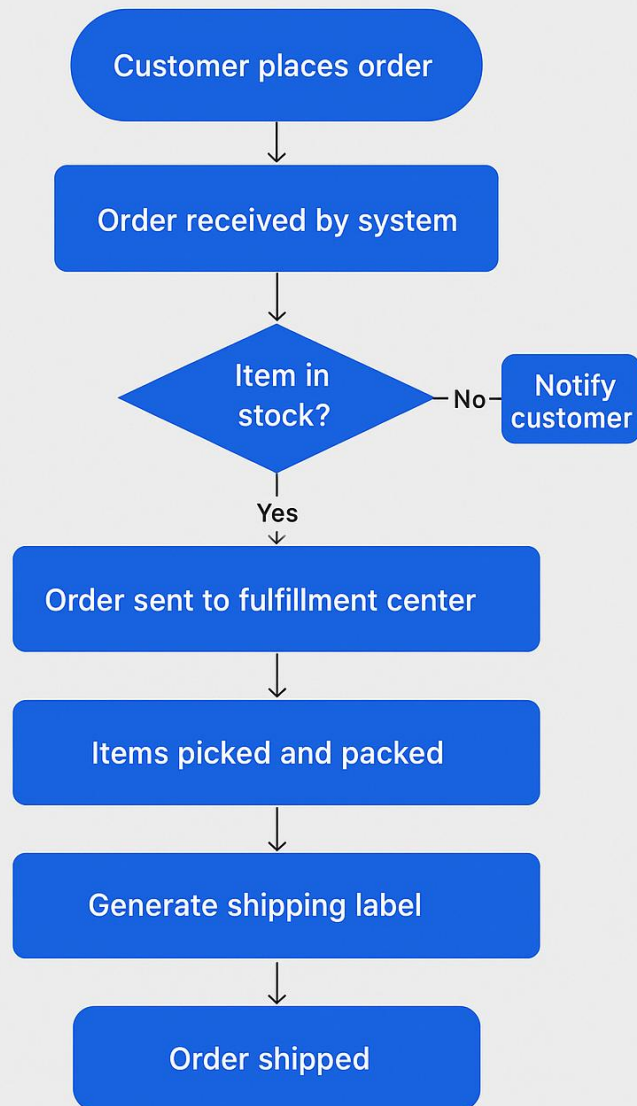 Customer places order
Order received by system
Item in
stock?
No
Notify
customer
Yes
Order sent to fulfillment center
Items picked and packed
Generate shipping label
Order shipped